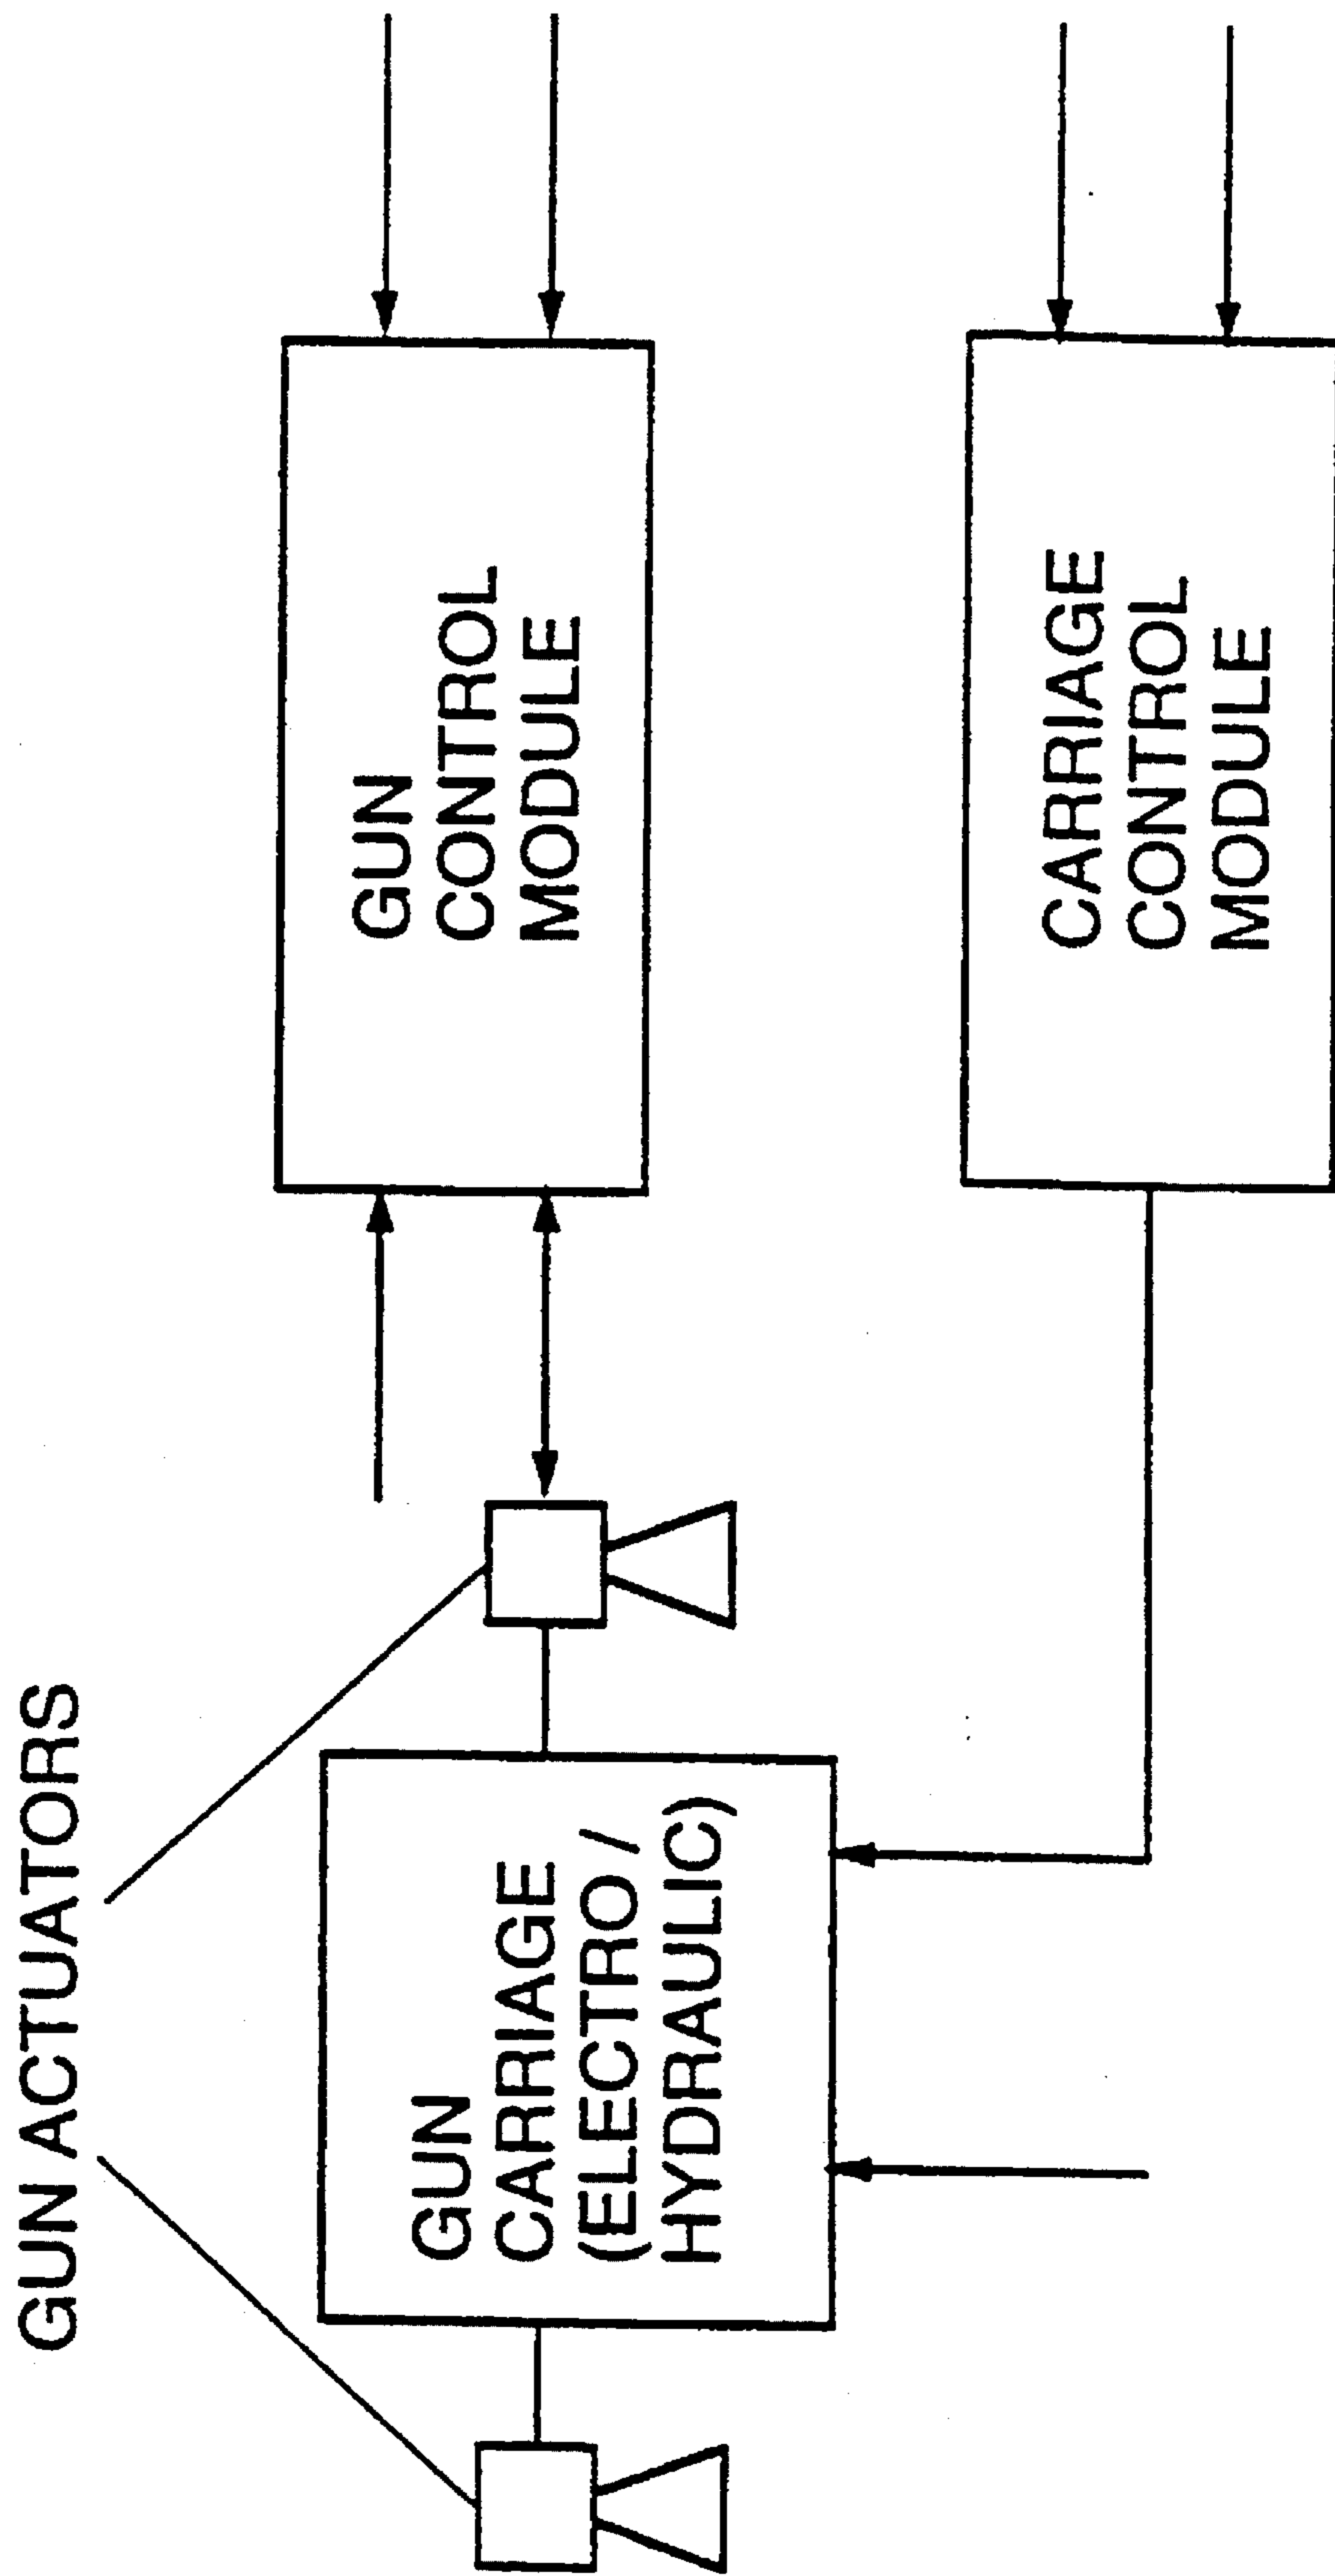 GUN ACTUATORS
GUN
CARRIAGE
(ELECTRO /
HYDRAULIC)
GUN
CONTROL
MODULE
CARRIAGE
CONTROL
MODULE